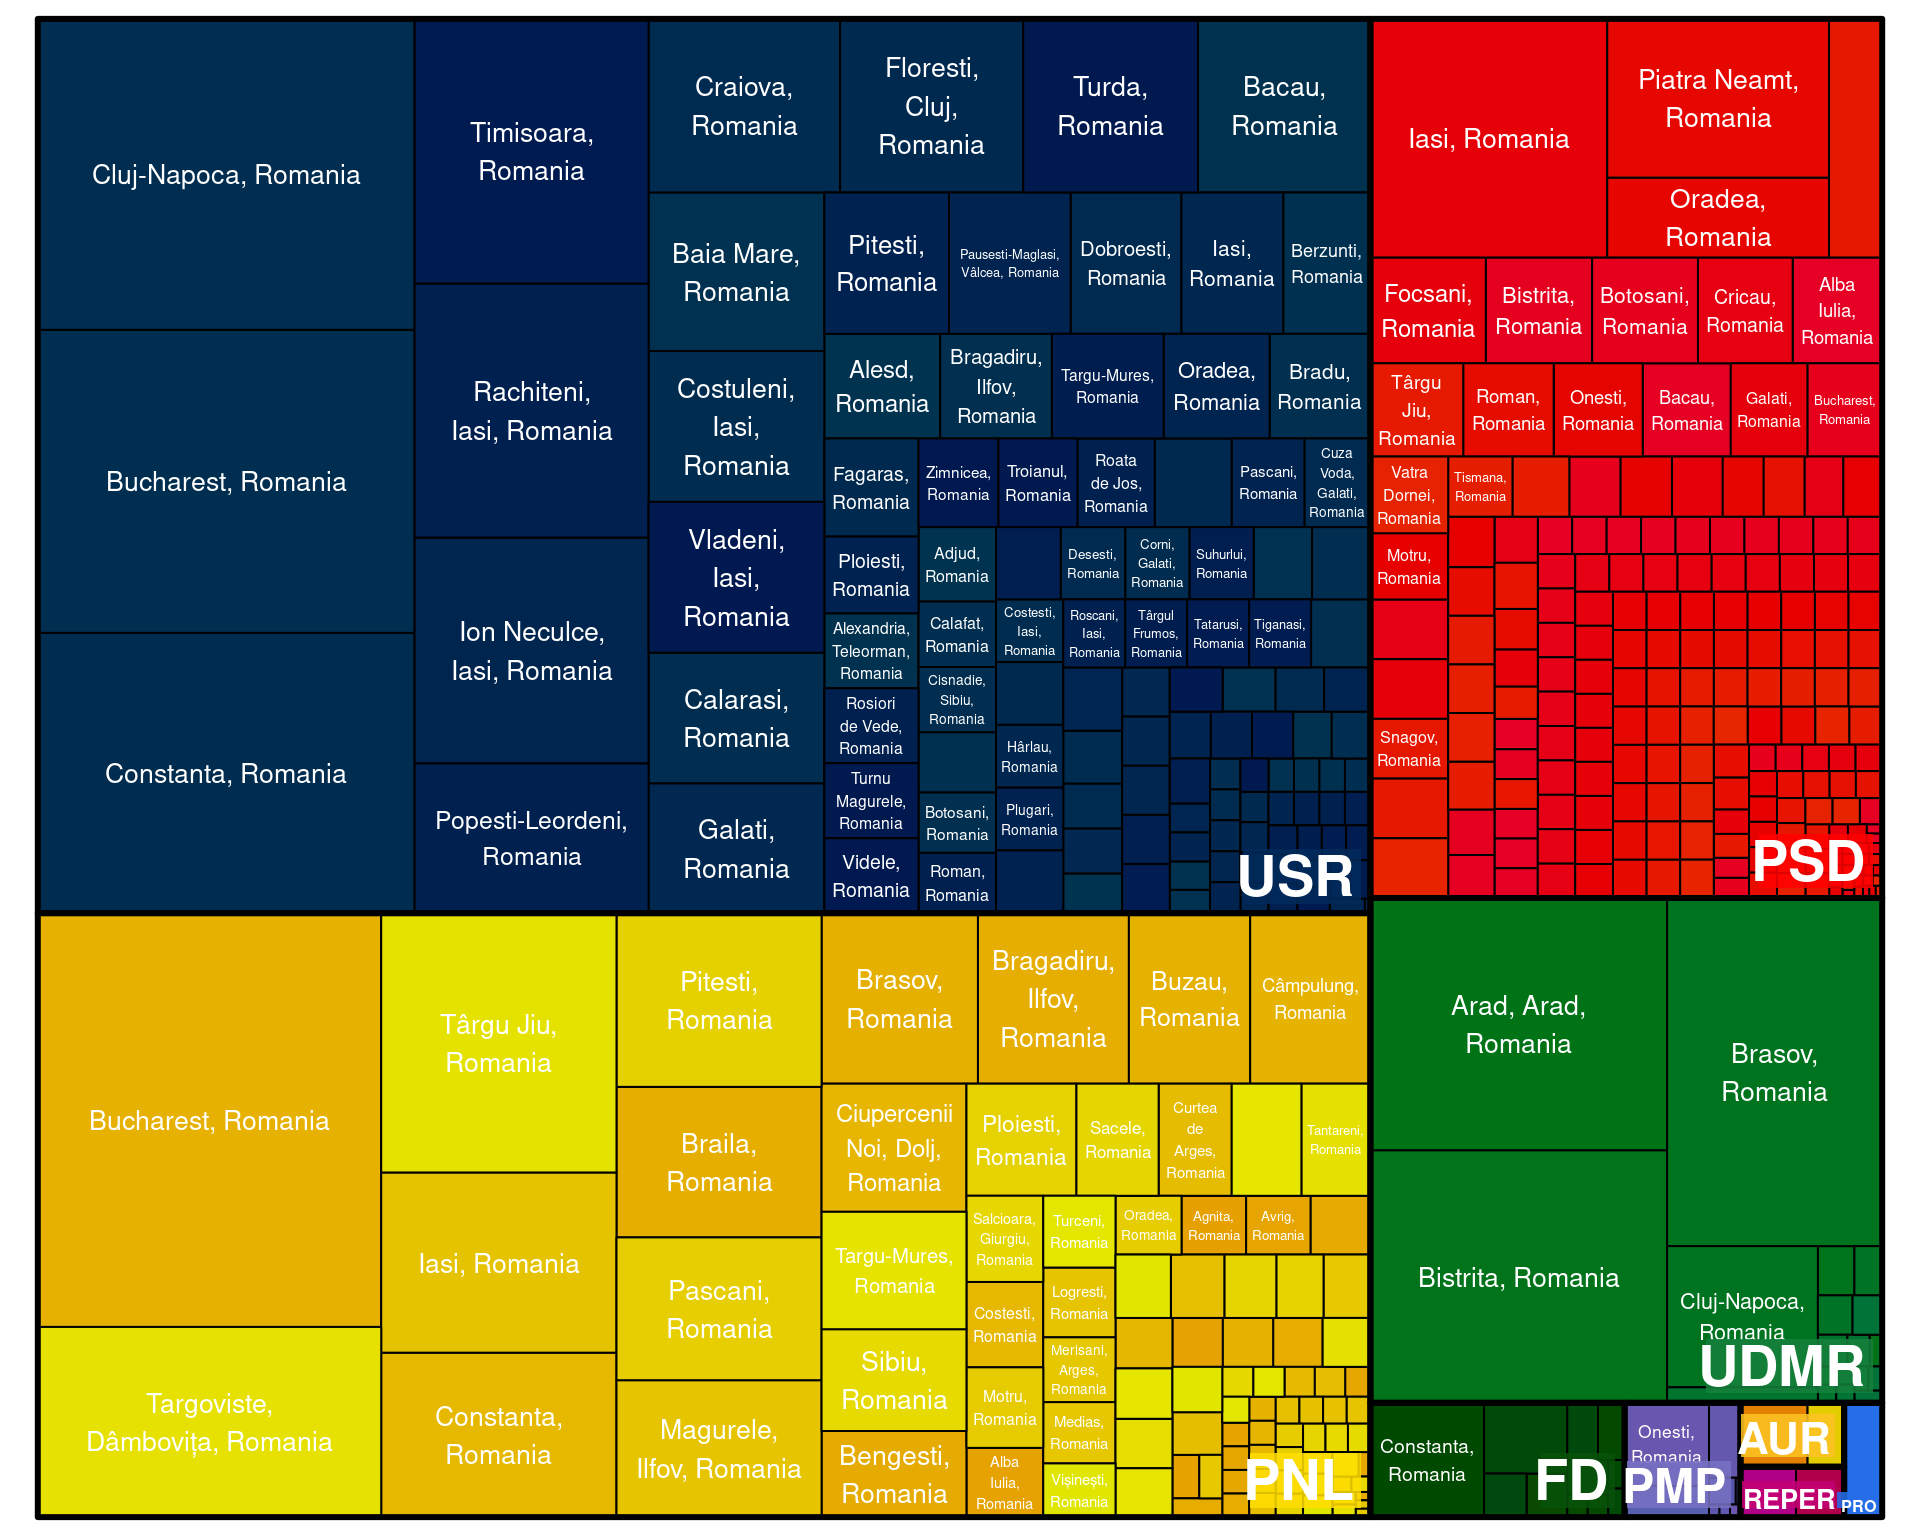 Cluj-Napoca, Romania
Bucharest, Romania
Constanta, Romania
Timisoara,
Romania
Rachiteni,
Iasi, Romania
Ion Neculce,
Iasi, Romania
Popesti-Leordeni,
Romania
Craiova,
Romania
Floresti,
Cluj,
Romania
Turda,
Romania
Bacau,
Romania
Baia Mare,
Romania
Costuleni,
Iasi,
Romania
Vladeni,
Iasi,
Romania
Calarasi,
Romania
Galati,
Romania
Pitesti,
Romania
Pausesti-Maglasi,
Vâlcea, Romania
Dobroesti,
Romania
Iasi,
Romania
Berzunti,
Romania
Alesd,
Romania
Bragadiru,
Ilfov,
Romania
Targu-Mures,
Romania
Oradea,
Romania
Bradu,
Romania
Fagaras,
Romania
Ploiesti,
Romania
Alexandria,
Teleorman,
Romania
Rosiori
de Vede,
Romania
Turnu
Magurele,
Romania
Videle,
Romania
Zimnicea,
Romania
Troianul,
Romania
Roata
de Jos,
Romania
Pascani,
Romania
Cuza
Voda,
Galati,
Romania
Adjud,
Romania
Desesti,
Romania
Corni,
Galati,
Romania
Suhurlui,
Romania
Calafat,
Romania
Costesti,
Iasi,
Romania
Roscani,
Iasi,
Romania
Târgul
Frumos,
Romania
Tatarusi,
Romania
Tiganasi,
Romania
Cisnadie,
Sibiu,
Romania
Hârlau,
Romania
Botosani,
Romania
Plugari,
Romania
Roman,
Romania
USR
Iasi, Romania
Piatra Neamt,
Romania
Oradea,
Romania
Focsani,
Romania
Bistrita,
Romania
Botosani,
Romania
Cricau,
Romania
Alba
Iulia,
Romania
Târgu
Jiu,
Romania
Roman,
Romania
Onesti,
Romania
Bacau,
Romania
Galati,
Romania
Bucharest,
Romania
Vatra
Dornei,
Romania
Tismana,
Romania
Motru,
Romania
Snagov,
Romania
PSD
Bucharest, Romania
Targoviste,
Dâmbovița, Romania
Târgu Jiu,
Romania
Iasi, Romania
Constanta,
Romania
Pitesti,
Romania
Braila,
Romania
Pascani,
Romania
Magurele,
Ilfov, Romania
Brasov,
Romania
Bragadiru,
Ilfov,
Romania
Buzau,
Romania
Câmpulung,
Romania
Ciupercenii
Noi, Dolj,
Romania
Targu-Mures,
Romania
Sibiu,
Romania
Bengesti,
Romania
Ploiesti,
Romania
Sacele,
Romania
Curtea
de
Arges,
Romania
Tantareni,
Romania
Salcioara,
Giurgiu,
Romania
Turceni,
Romania
Oradea,
Romania
Agnita,
Romania
Avrig,
Romania
Costesti,
Romania
Logresti,
Romania
Merisani,
Arges,
Romania
Motru,
Romania
Medias,
Romania
Alba
Iulia,
Romania
Vișinești,
Romania
PNL
Arad, Arad,
Romania
Bistrita, Romania
Brasov,
Romania
Cluj-Napoca,
Romania
UDMR
Constanta,
Romania
FD
Onesti,
Romania
PMP
AUR
REPER
PRO